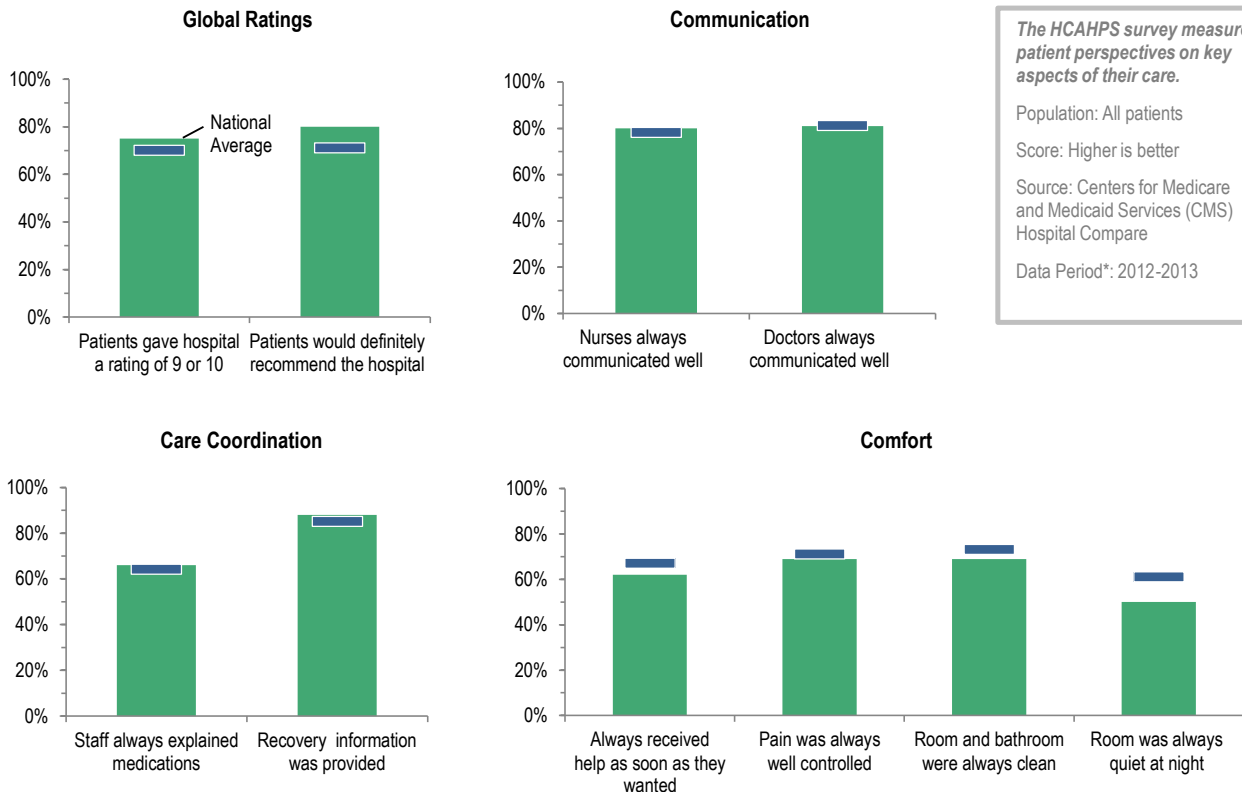 Global Ratings
100%
80%
60%
40%
20%
0%
National
Average
Patients gave hospital
a rating of 9 or 10
Patients would definitely
recommend the hospital
Communication
100%
80%
60%
40%
20%
0%
Nurses always
communicated well
Doctors always
communicated well
The HCAHPS survey measure
patient perspectives on key
aspects of their care.
Population: All patients
Score: Higher is better
Source: Centers for Medicare
and Medicaid Services (CMS)
Hospital Compare
Data Period*: 2012-2013
Care Coordination
100%
80%
60%
40%
20%
0%
Staff always explained
medications
Recovery information
was provided
Comfort
100%
80%
60%
40%
20%
0%
Always received
help as soon as they
wanted
Pain was always
well controlled
Room and bathroom
were always clean
Room was always
quiet at night